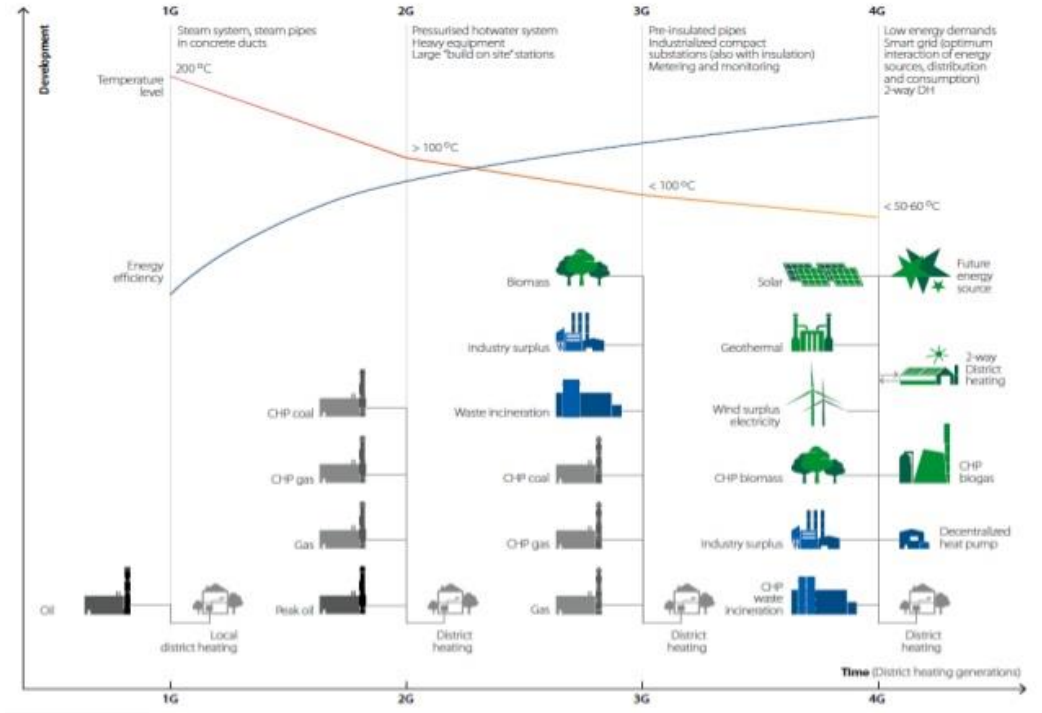 Development
1G
2G
3G
4G
Steam system, steam pipes
in concrete ducts
Pressurised hotwater system
Heavy equipment
Large "build on site" stations
Pre-insulated pipes
Industrialized compact
substations (also with insulation)
Metering and monitoring
Low energy demands
Smart grid (optimum
interaction of energy
sources, distribution
and consumption)
2-way DH
Temperature
level
200 ºC
> 100 ºC
< 100 ºC
< 50-60 ºC
Energy
efficiency
Biomass
Solar
Future
energy
source
Industry surplus
Geothermal
2-way
District
heating
CHP coal
Waste incineration
Wind surplus
electricity
CHP gas
CHP coal
CHP biomass
CHP
biogas
Gas
CHP gas
Industry surplus
Decentralized
heat pump
Oil
Peak oil
Gas
CHP
waste
incineration
Local
district heating
District
heating
District
heating
District
heating
Time (District heating generations)
1G
2G
3G
4G